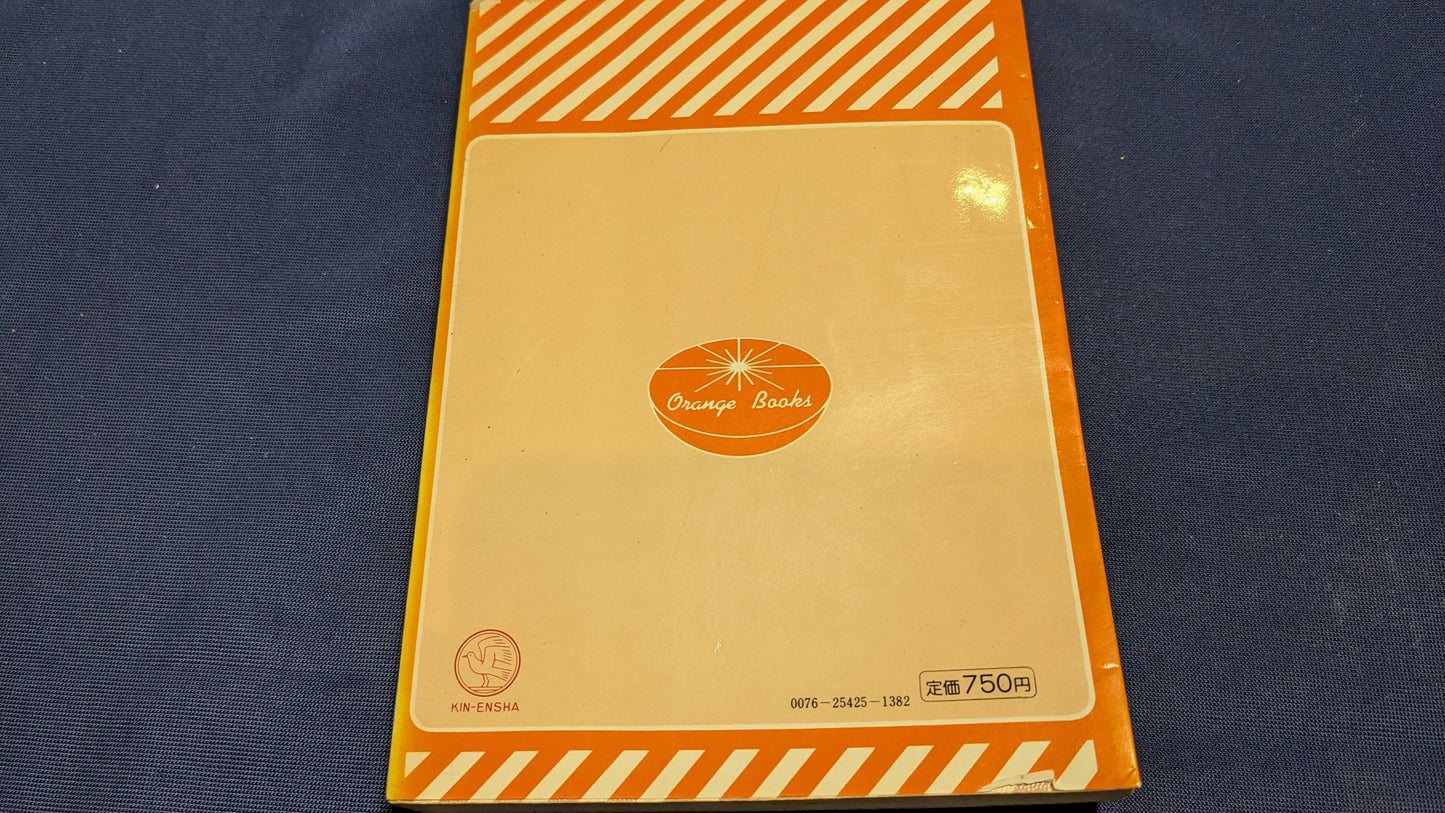 Orange Books
KIN-ENSHA
0076-25425-1382
定価750円